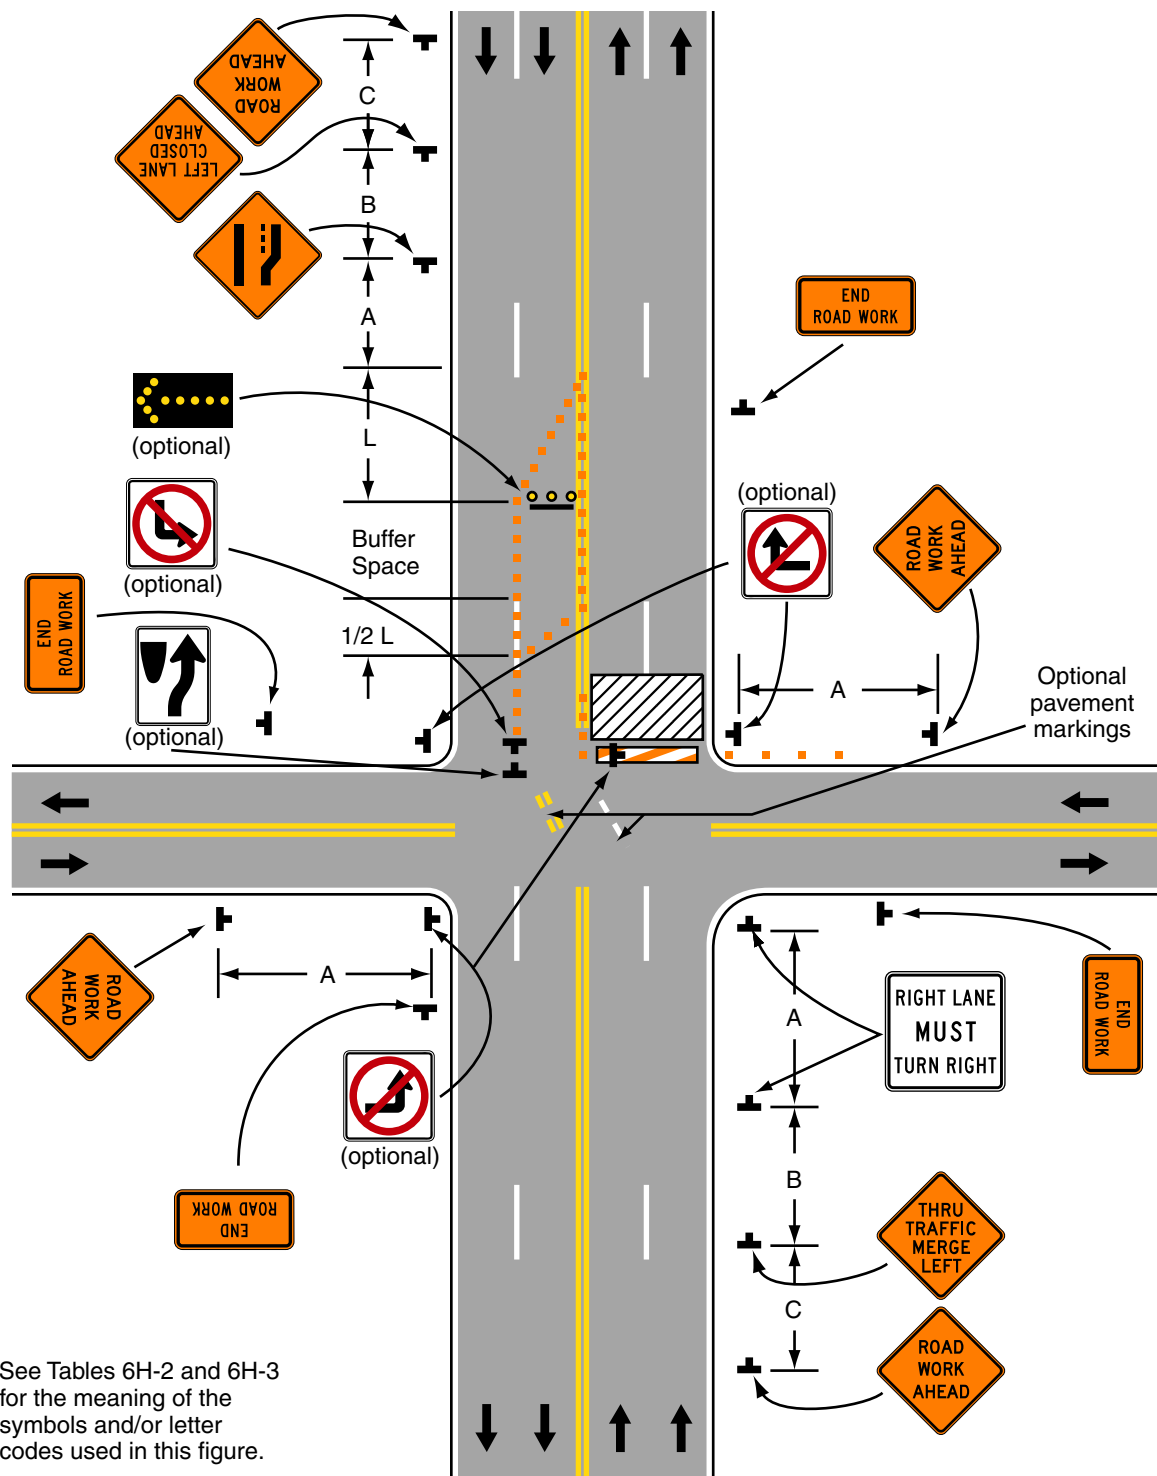 ROAD
WORK
AHEAD
C
LEFT LANE
CLOSED
AHEAD
B
A
END
ROAD WORK
(optional)
L
(optional)
ROAD
WORK
AHEAD
Buffer
Space
(optional)
END
ROAD WORK
1/2 L
A
Optional
pavement
markings
(optional)
ROAD
WORK
AHEAD
A
A
RIGHT LANE
MUST
TURN RIGHT
END
ROAD WORK
(optional)
B
END
ROAD WORK
THRU
TRAFFIC
MERGE
LEFT
C
ROAD
WORK
AHEAD
See Tables 6H-2 and 6H-3
for the meaning of the
symbols and/or letter
codes used in this figure.